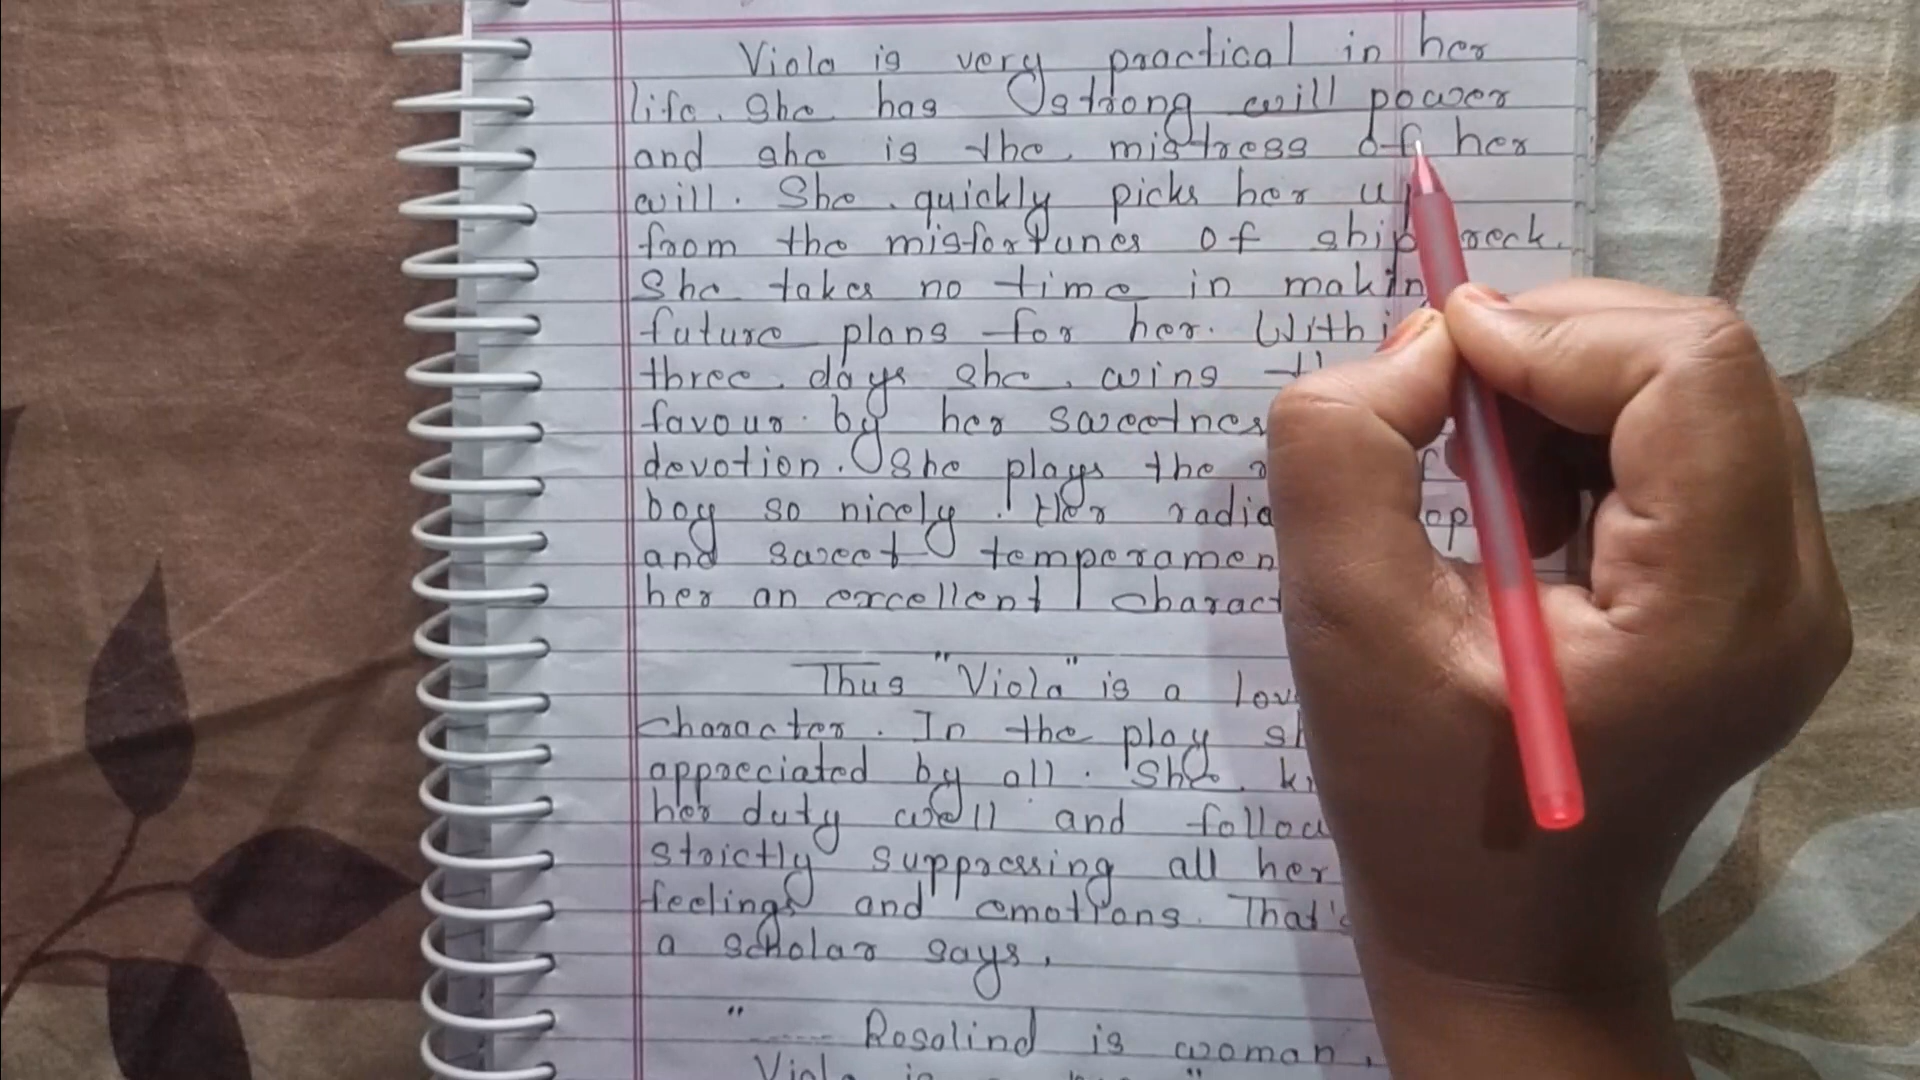 Viola is very practical in her
life. She has strong will power
and she is the mistress of her
will. She quickly picks her
from the misfortunes of
She takes no time in
future plans for her.
three days she wins
favour by her
devotion. She plays the
boy so nicely. Her
and sweet
her an excellent
Thus "Viola" is a
character. In the play
appreciated by all. She
her duty well and
strictly suppressing all her
feelings and emotions.
a scholar says,
" Rosalind is woman,